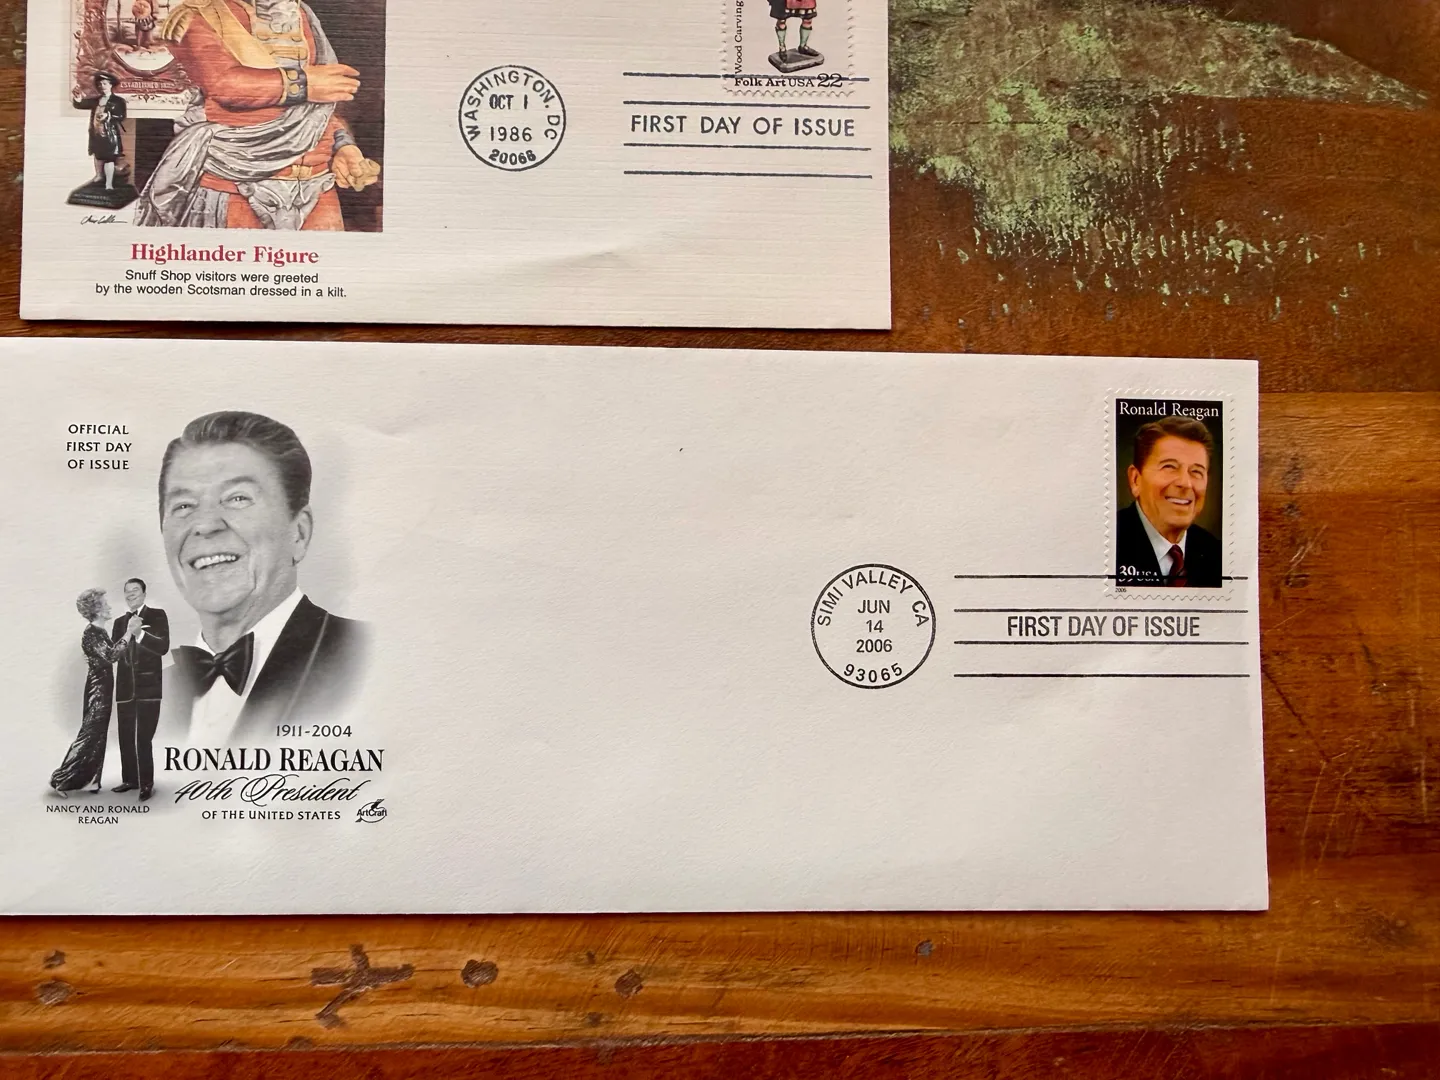 ESTABLISHED
Highlander Figure
Snuff Shop visitors were greeted
by the wooden Scotsman dressed in a kilt.
WASHINGTON, DC
OCT 1
1986
20066
Wood Carving
Folk Art USA 22
FIRST DAY OF ISSUE
OFFICIAL
FIRST DAY
OF ISSUE
1911-2004
RONALD REAGAN
40th President
OF THE UNITED STATES
ArtCraft
NANCY AND RONALD
REAGAN
SIMI VALLEY CA
JUN
14
2006
93065
Ronald Reagan
39 USA
2006
FIRST DAY OF ISSUE